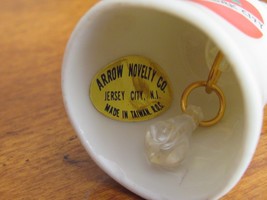 ARROW NOVELTY CO.
JERSEY CITY, N.J.
MADE IN TAIWAN, R.O.C